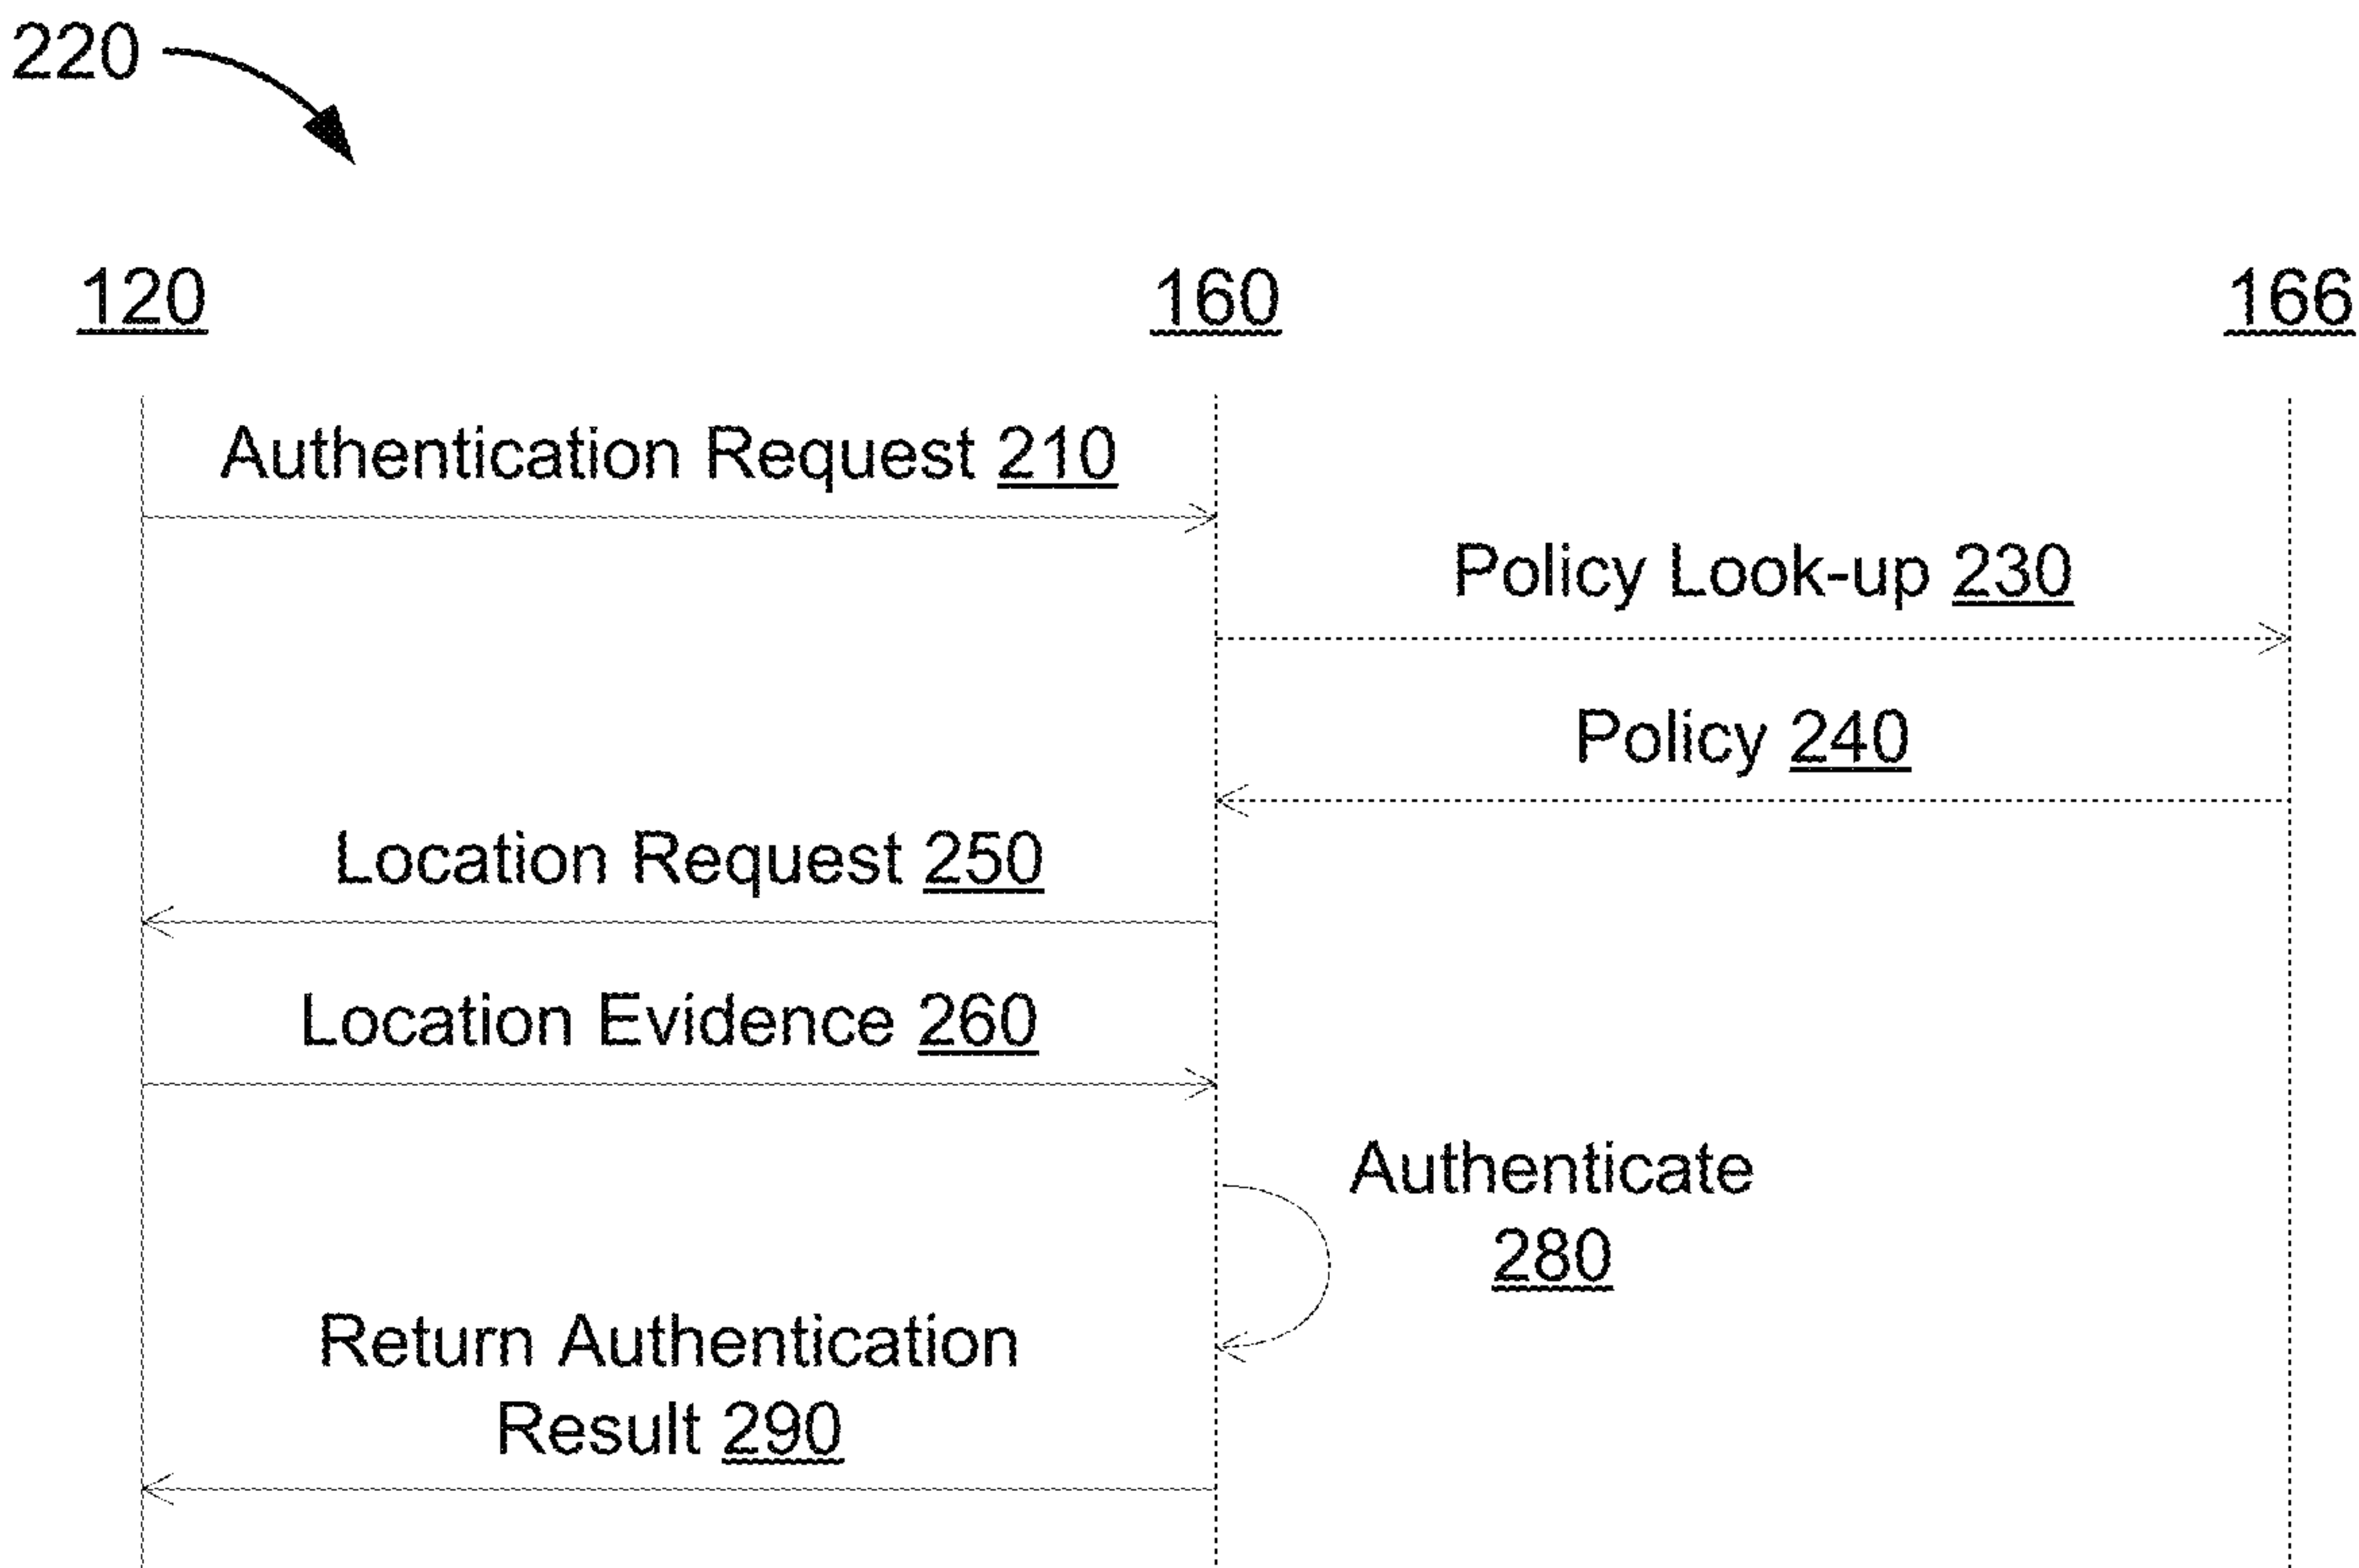 220
120 160 166
Authentication Request 210
Policy Look-up 230
Policy 240
Location Request 250
Location Evidence 260
Authenticate
280
Return Authentication
Result 290